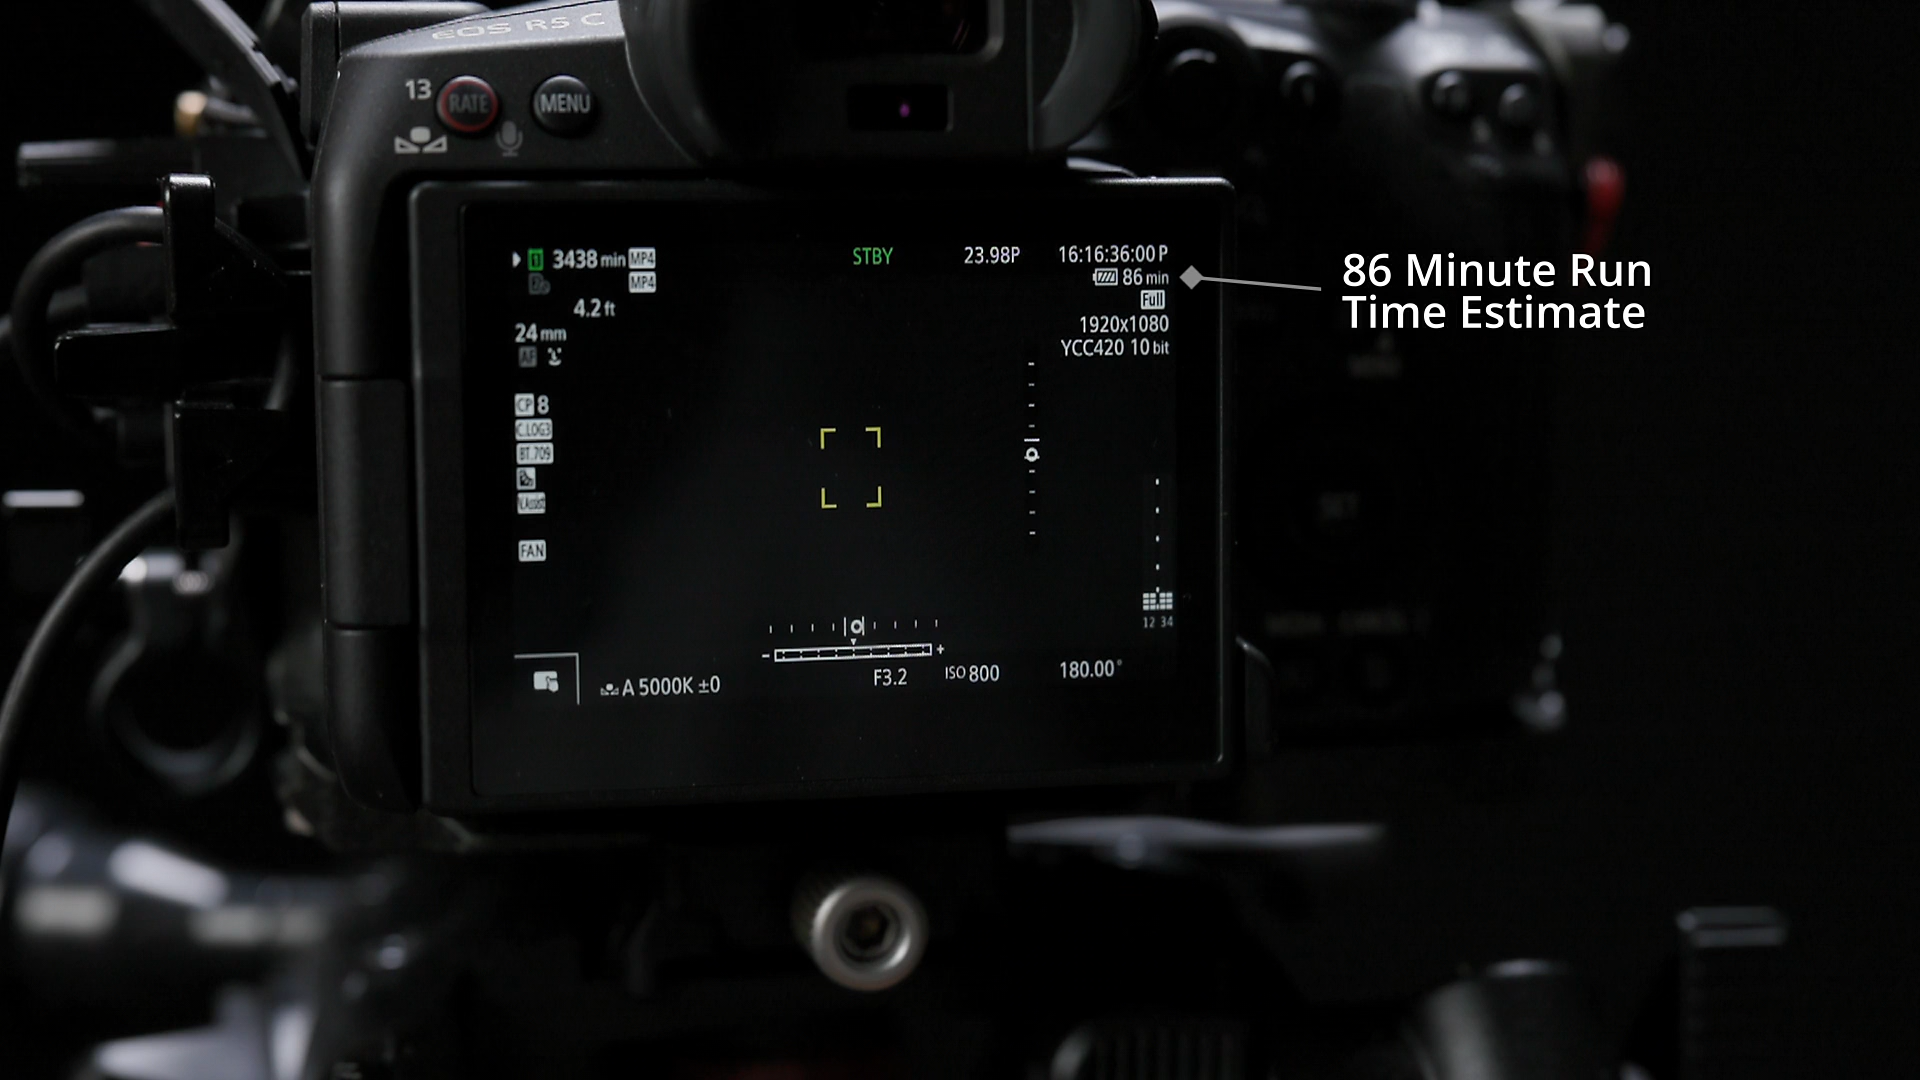 EOS R5 C
13
RATE
MENU
1 3438 min MP4
STBY
23.98P
16:16:36:00 P
MP4
86 min
86 Minute Run
Time Estimate
4.2 ft
Full
24 mm
1920x1080
AF
YCC420 10 bit
CP 8
C.LOG3
BT.709
FAN
12 34
A 5000K ±0
F3.2
ISO 800
180.00°